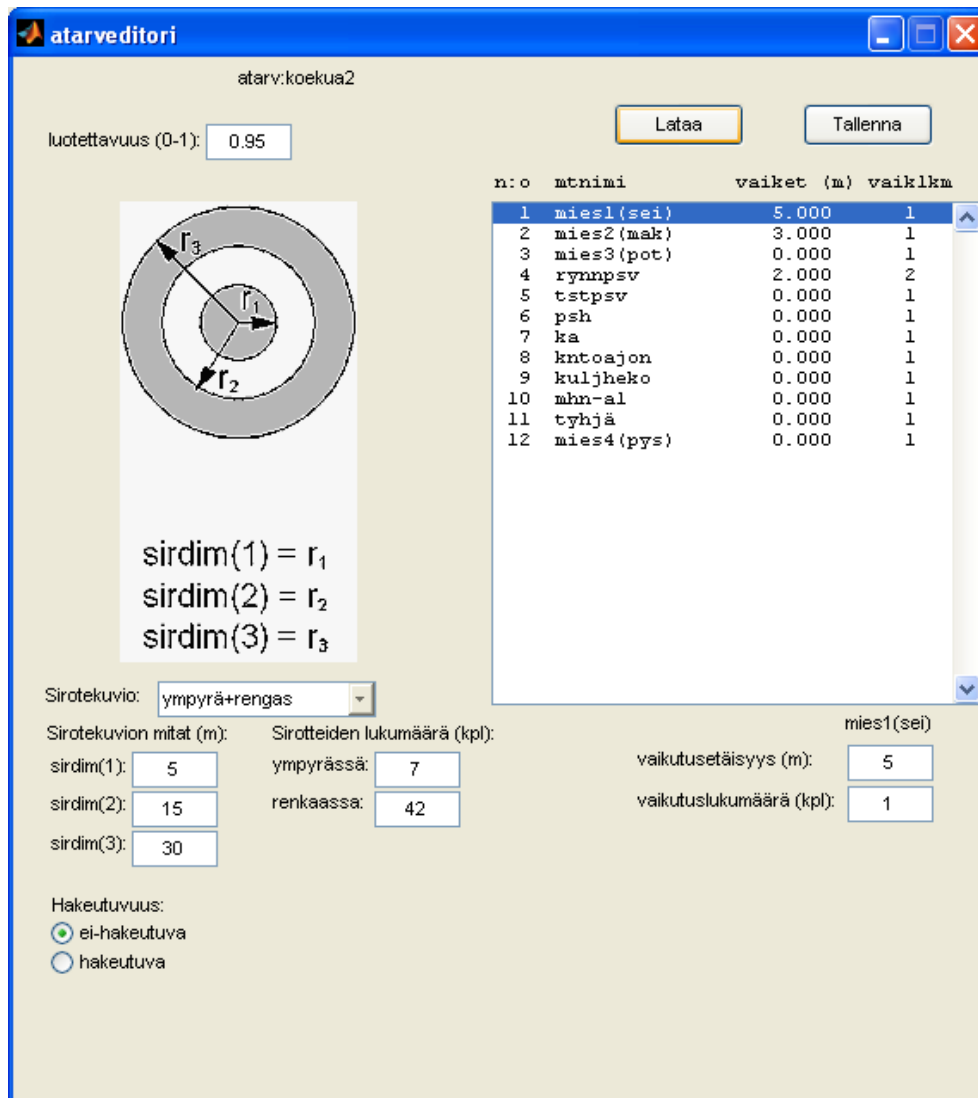 atarveditori
atarv:koekua2
luotettavuus (0-1): 0.95
Lataa Tallenna
n:o mtnimi vaiket (m) vaiklkm
1 mies1(sei) 5.000 1
2 mies2(mak) 3.000 1
3 mies3(pot) 0.000 1
4 rynnpsv 2.000 2
5 tstpsv 0.000 1
6 psh 0.000 1
7 ka 0.000 1
8 kntoajon 0.000 1
9 kuljheko 0.000 1
10 mhn-al 0.000 1
11 tyhjä 0.000 1
12 mies4(pys) 0.000 1
r₃
r₁
r₂
sirdim(1) = r₁
sirdim(2) = r₂
sirdim(3) = r₃
Sirotekuvio: ympyrä+rengas
Sirotekuvion mitat (m):
sirdim(1): 5
sirdim(2): 15
sirdim(3): 30
Sirotteiden lukumäärä (kpl):
ympyrässä: 7
renkaassa: 42
mies1(sei)
vaikutusetäisyys (m): 5
vaikutuslukumäärä (kpl): 1
Hakeutuvuus:
ei-hakeutuva
hakeutuva